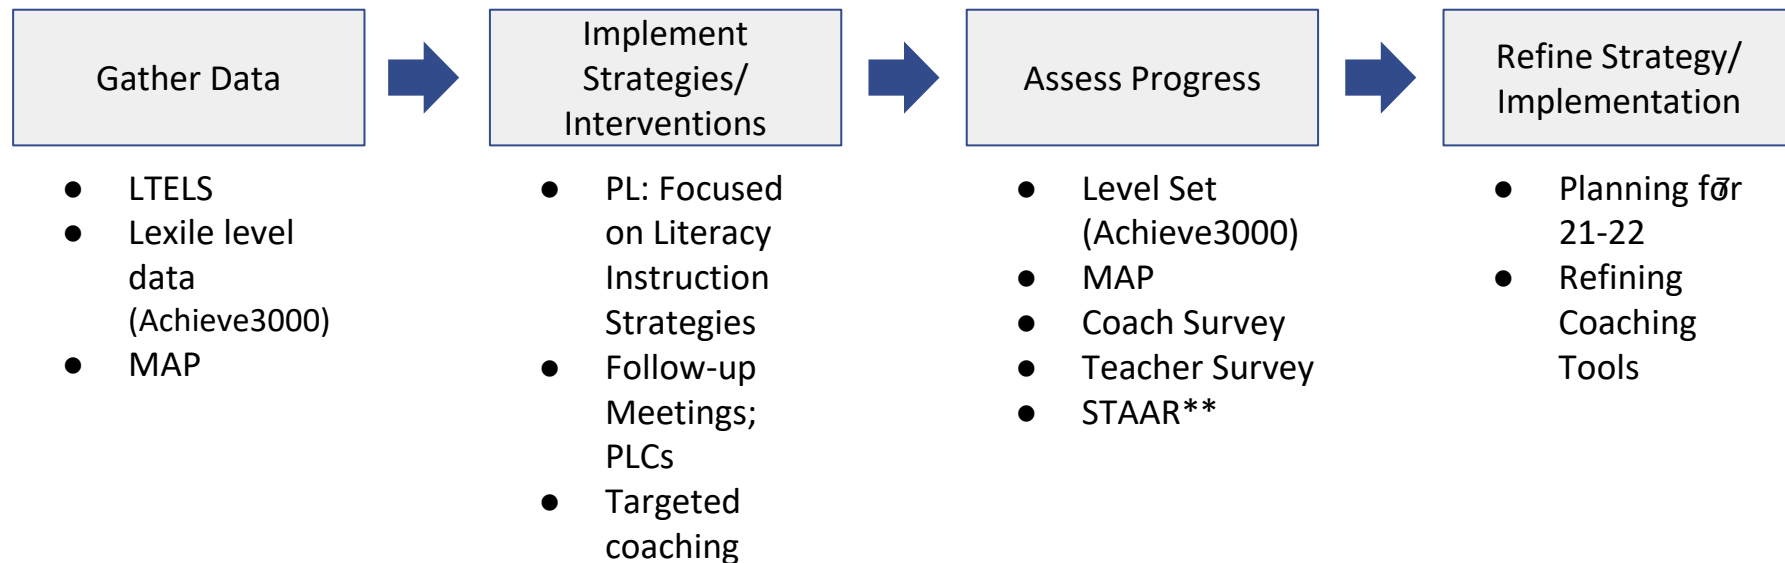 Gather Data
Implement
Strategies/
Interventions
Assess Progress
Refine Strategy/
Implementation
● LTELS
● Lexile level
data
(Achieve3000)
● MAP
● PL: Focused
on Literacy
Instruction
Strategies
● Follow-up
Meetings;
PLCs
● Targeted
coaching
● Level Set
(Achieve3000)
● MAP
● Coach Survey
● Teacher Survey
● STAAR**
● Planning for
21-22
● Refining
Coaching
Tools
7